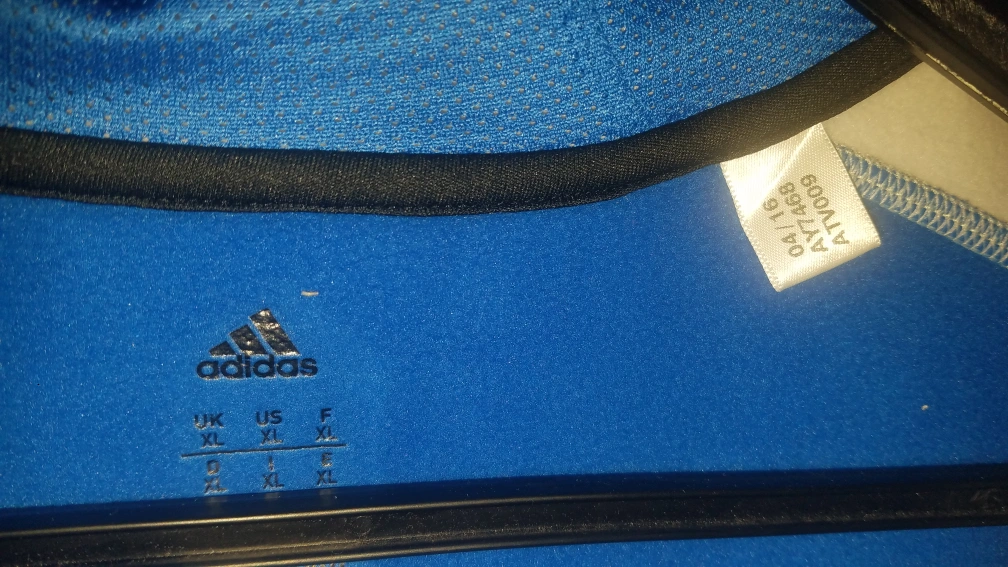 adidas
UK US F
XL XL XL
D I E
XL XL XL
04/16
AY7468
ATV009